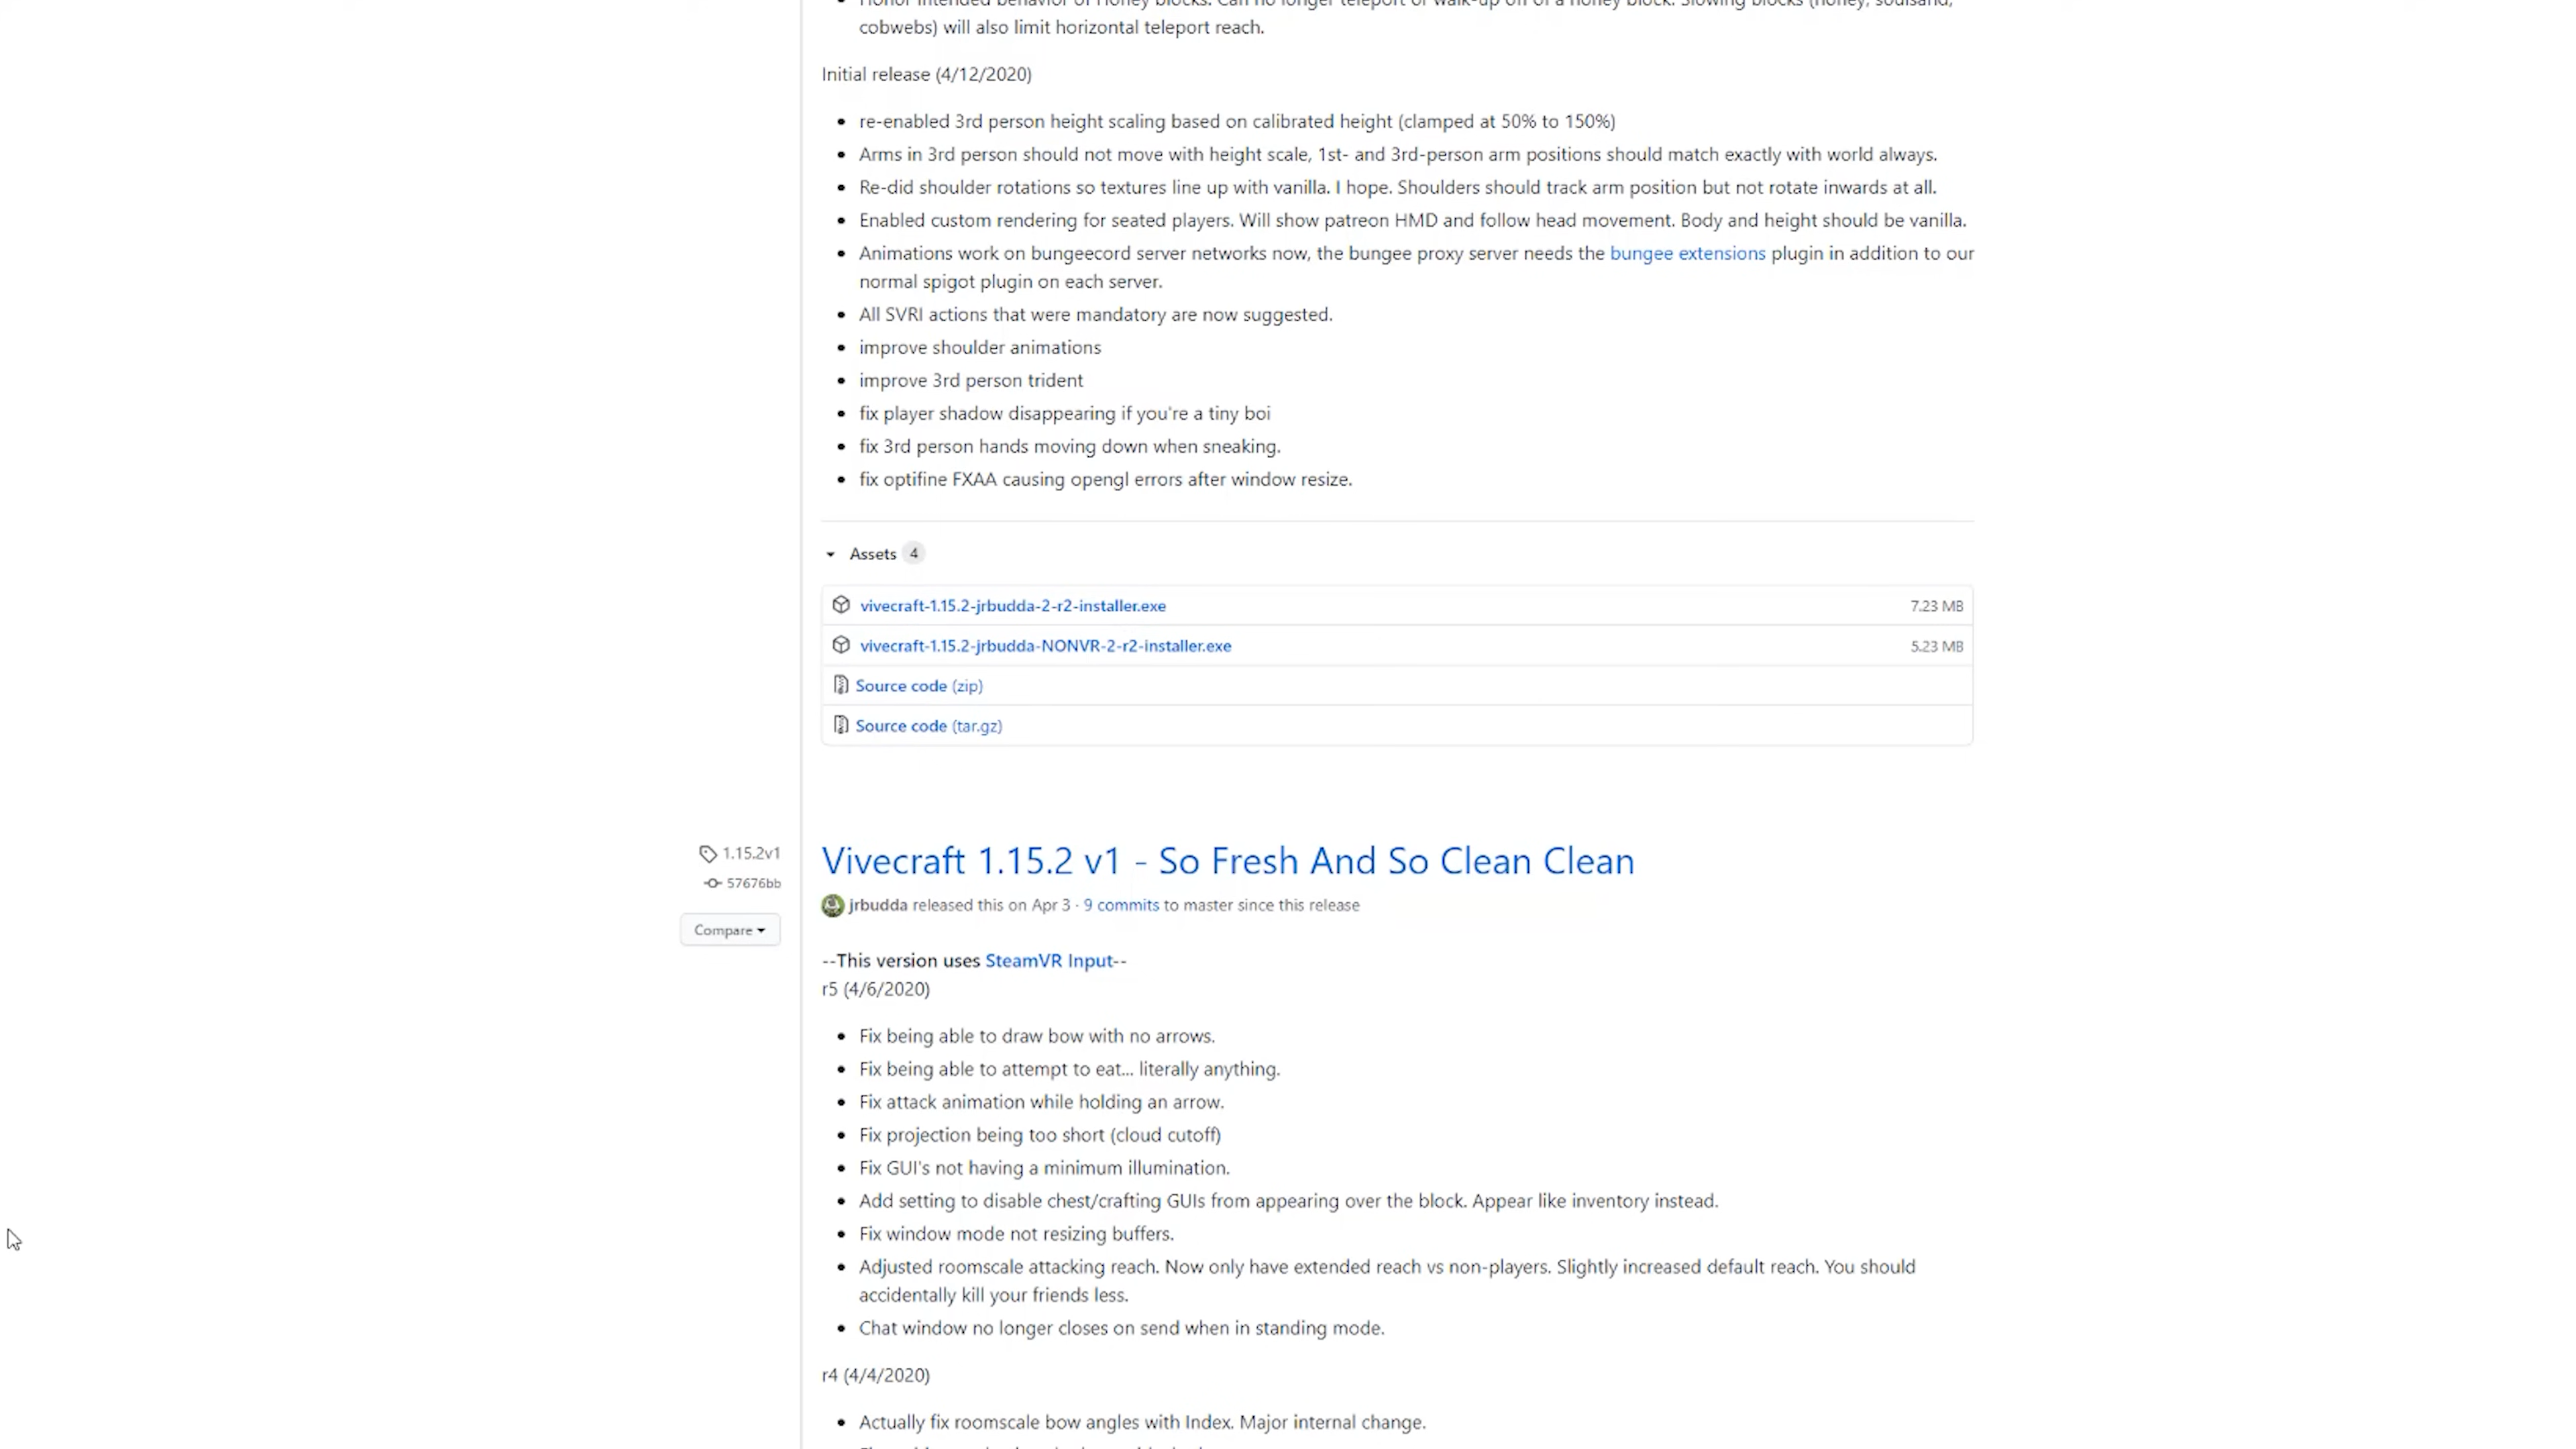 cobwebs) will also limit horizontal teleport reach.
Initial release (4/12/2020)
re-enabled 3rd person height scaling based on calibrated height (clamped at 50% to 150%)
Arms in 3rd person should not move with height scale, 1st- and 3rd-person arm positions should match exactly with world always.
Re-did shoulder rotations so textures line up with vanilla. I hope. Shoulders should track arm position but not rotate inwards at all.
Enabled custom rendering for seated players. Will show patreon HMD and follow head movement. Body and height should be vanilla.
Animations work on bungeecord server networks now, the bungee proxy server needs the bungee extensions plugin in addition to our
normal spigot plugin on each server.
All SVRI actions that were mandatory are now suggested.
improve shoulder animations
improve 3rd person trident
fix player shadow disappearing if you're a tiny boi
fix 3rd person hands moving down when sneaking.
fix optifine FXAA causing opengl errors after window resize.
Assets 4
vivecraft-1.15.2-jrbudda-2-r2-installer.exe 7.23 MB
vivecraft-1.15.2-jrbudda-NONVR-2-r2-installer.exe 5.23 MB
Source code (zip)
Source code (tar.gz)
1.15.2v1
57676bb
Compare
Vivecraft 1.15.2 v1 - So Fresh And So Clean Clean
jrbudda released this on Apr 3 · 9 commits to master since this release
--This version uses SteamVR Input--
r5 (4/6/2020)
Fix being able to draw bow with no arrows.
Fix being able to attempt to eat... literally anything.
Fix attack animation while holding an arrow.
Fix projection being too short (cloud cutoff)
Fix GUI's not having a minimum illumination.
Add setting to disable chest/crafting GUIs from appearing over the block. Appear like inventory instead.
Fix window mode not resizing buffers.
Adjusted roomscale attacking reach. Now only have extended reach vs non-players. Slightly increased default reach. You should
accidentally kill your friends less.
Chat window no longer closes on send when in standing mode.
r4 (4/4/2020)
Actually fix roomscale bow angles with Index. Major internal change.